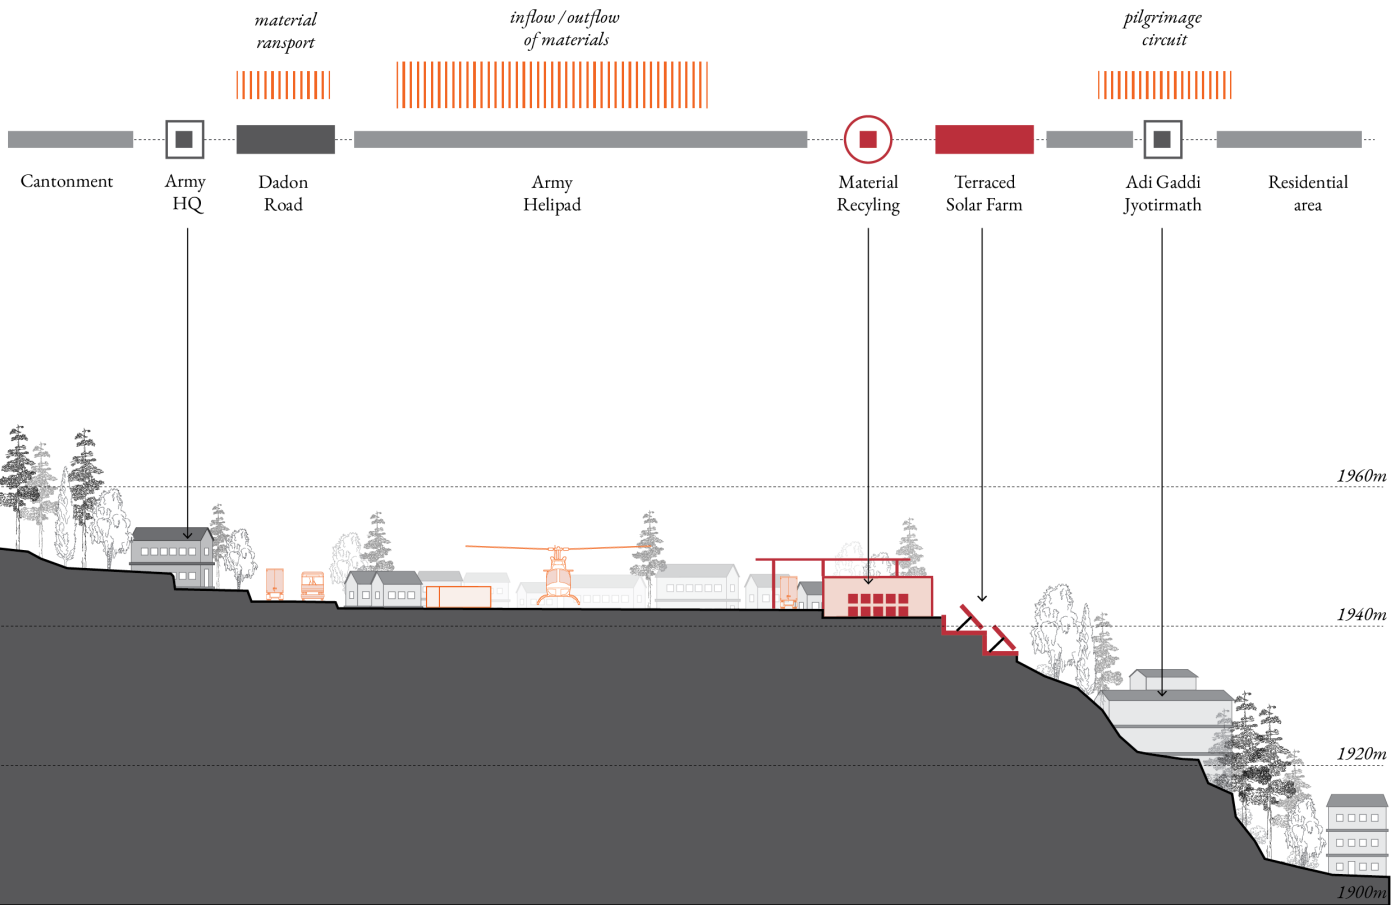 material
ransport
inflow / outflow
of materials
pilgrimage
circuit
Cantonment
Army
HQ
Dadon
Road
Army
Helipad
Material
Recyling
Terraced
Solar Farm
Adi Gaddi
Jyotirmath
Residential
area
1960m
1940m
1920m
1900m